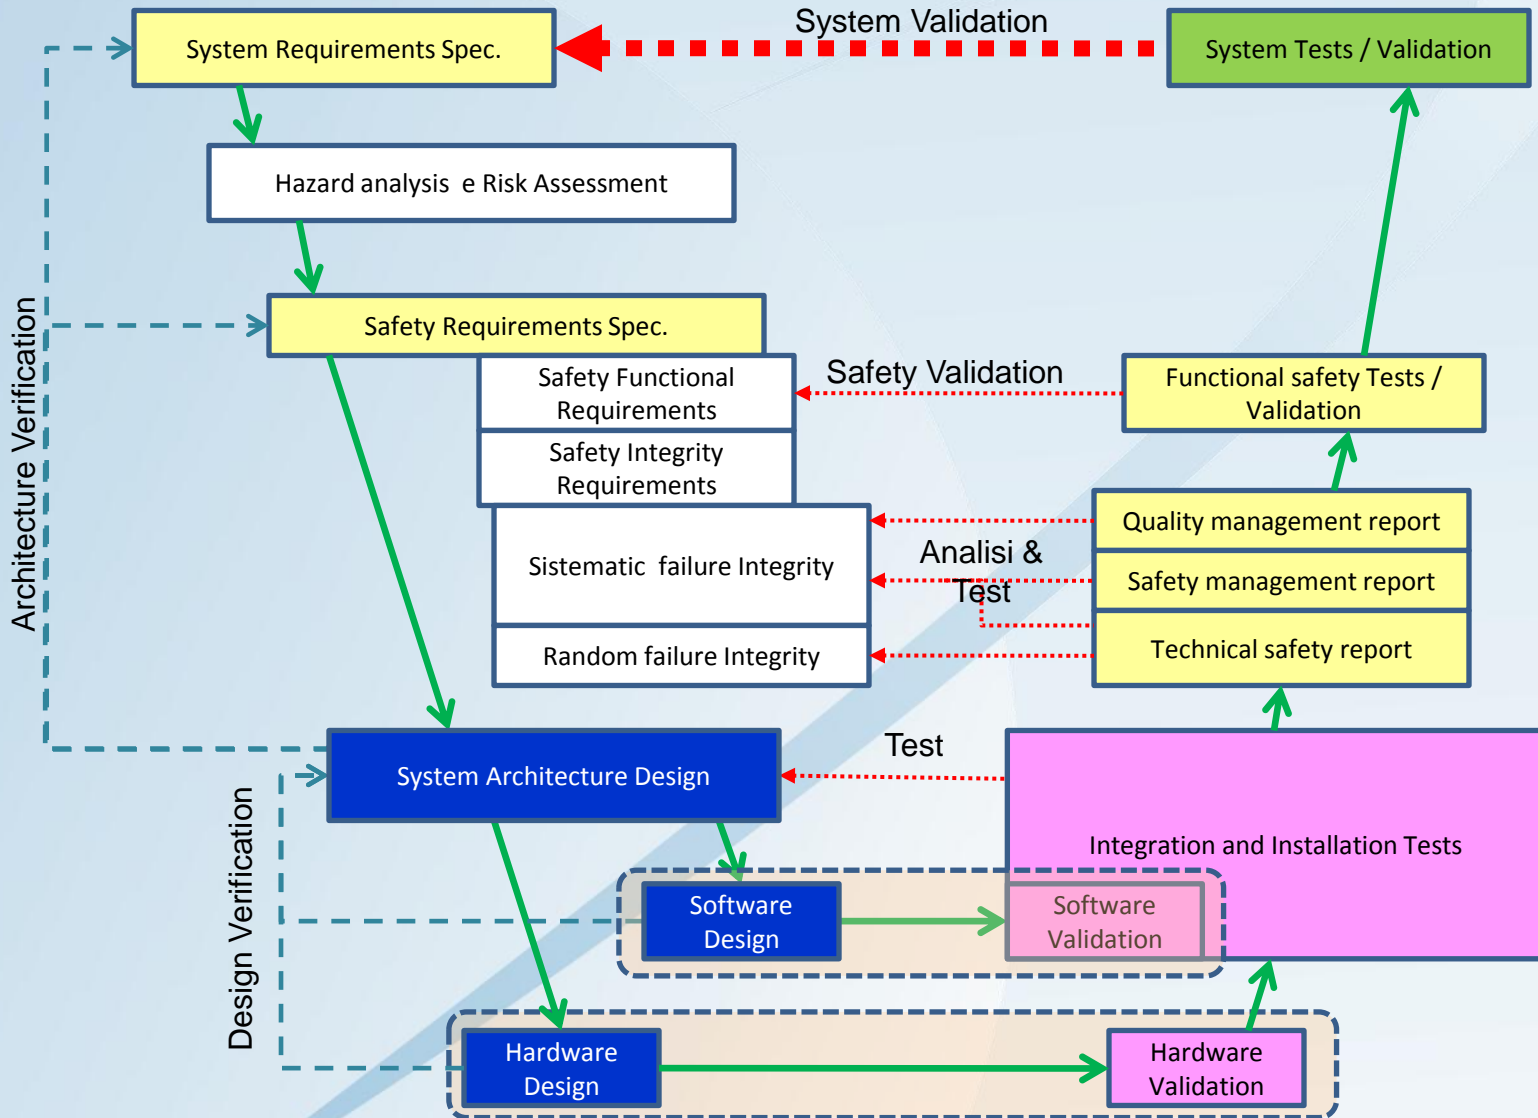 System Validation
System Requirements Spec.
System Tests / Validation
Hazard analysis  e Risk Assessment
Safety Requirements Spec.
Safety Functional
Requirements
Safety Validation
Functional safety Tests /
Validation
Safety Integrity
Requirements
Architecture Verification
Quality management report
Sistematic  failure Integrity
Analisi &
Test
Safety management report
Random failure Integrity
Technical safety report
System Architecture Design
Test
Integration and Installation Tests
Design Verification
Software
Design
Software
Validation
Hardware
Design
Hardware
Validation